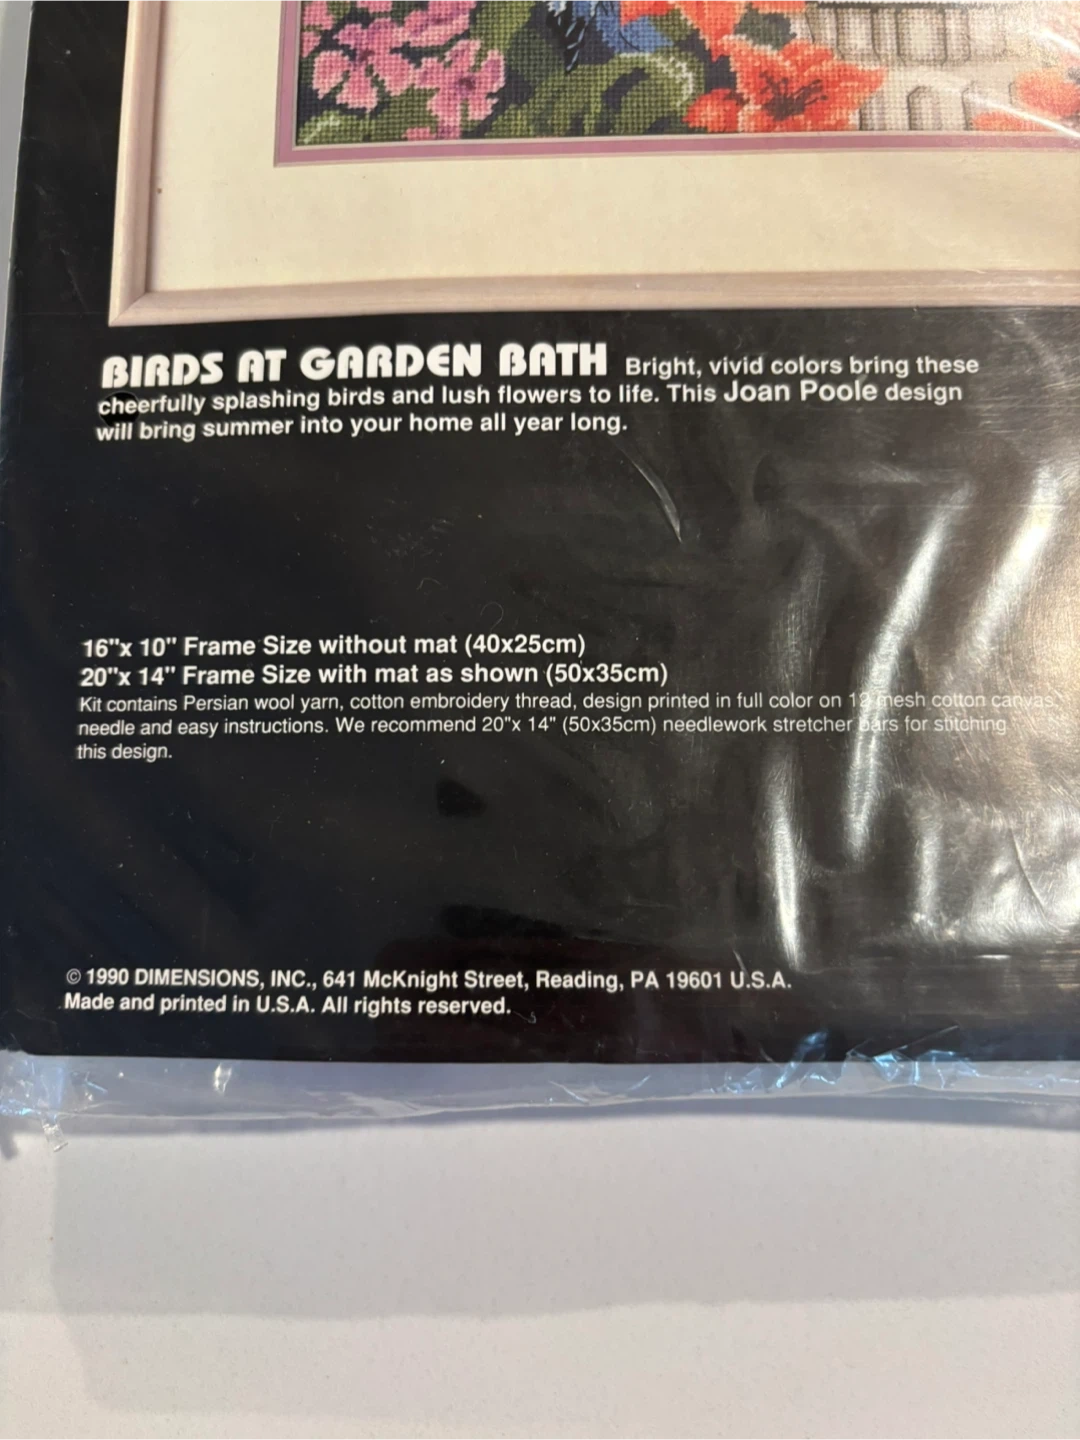 BIRDS AT GARDEN BATH Bright, vivid colors bring these
cheerfully splashing birds and lush flowers to life. This Joan Poole design
will bring summer into your home all year long.
16"x 10" Frame Size without mat (40x25cm)
20"x 14" Frame Size with mat as shown (50x35cm)
Kit contains Persian wool yarn, cotton embroidery thread, design printed in full color on 12 mesh cotton canvas,
needle and easy instructions. We recommend 20"x 14" (50x35cm) needlework stretcher bars for stitching
this design.
© 1990 DIMENSIONS, INC., 641 McKnight Street, Reading, PA 19601 U.S.A.
Made and printed in U.S.A. All rights reserved.